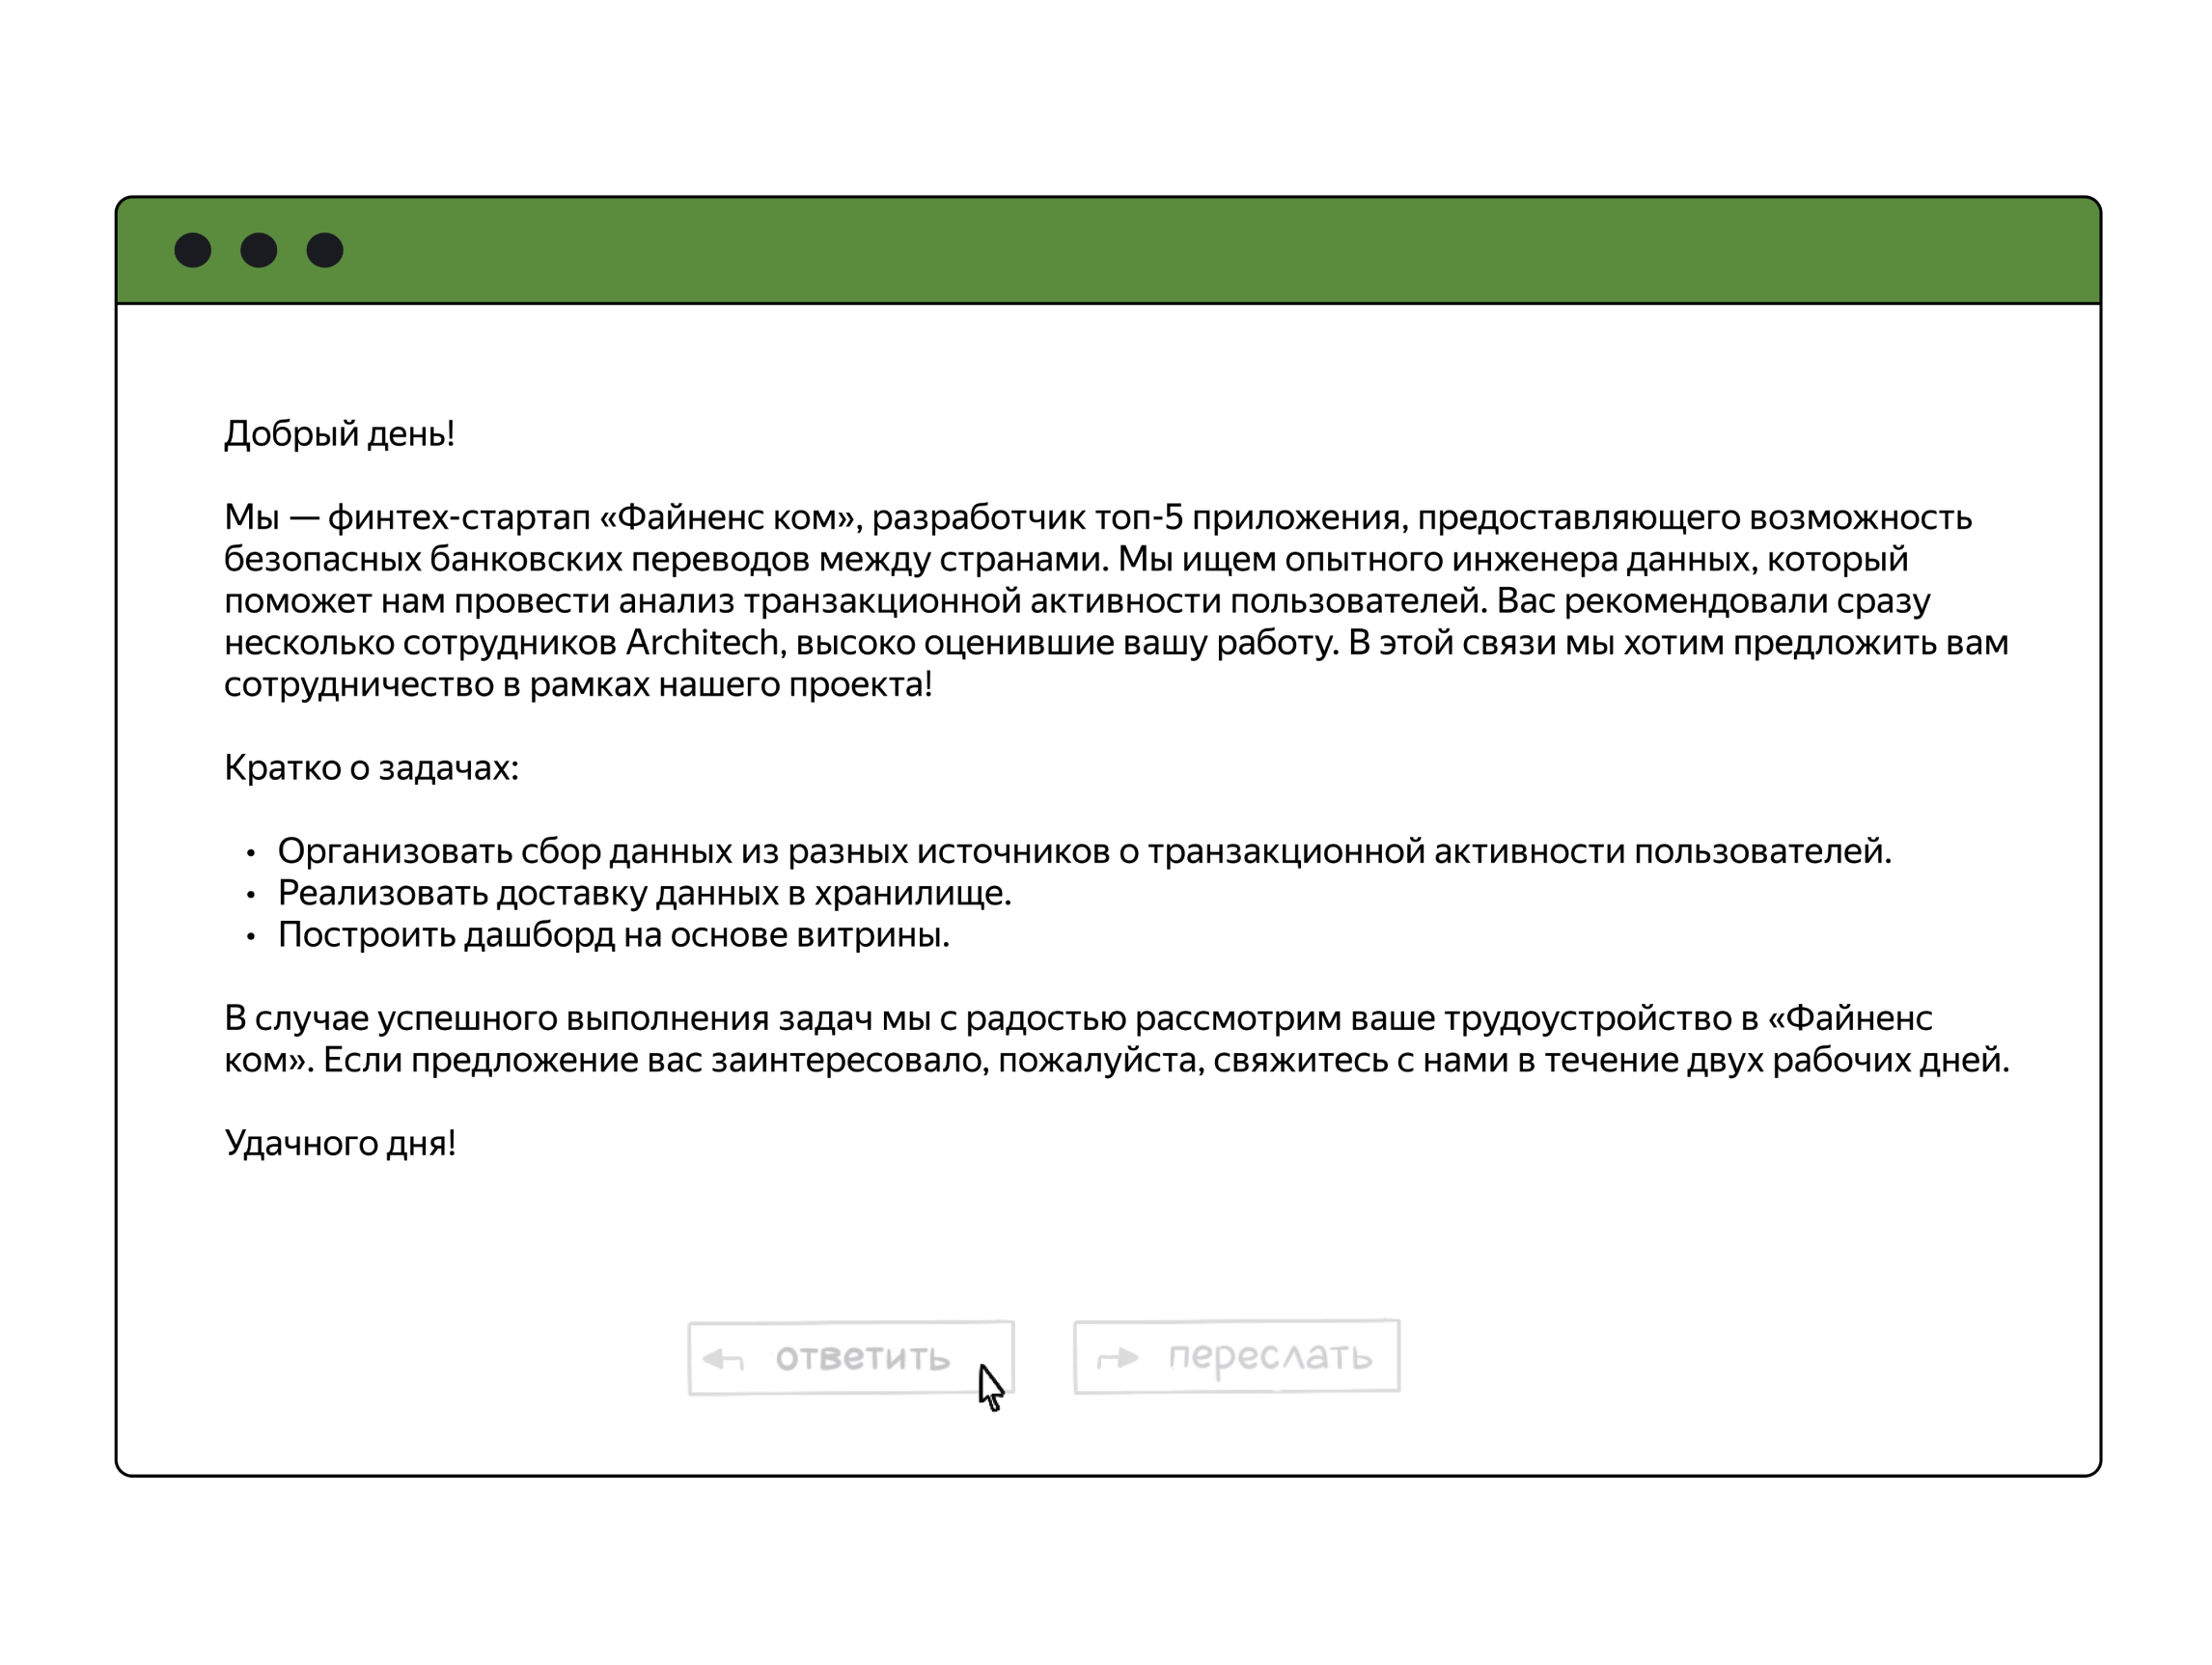 Добрый день!
Мы — финтех-стартап «Файненс ком», разработчик топ-5 приложения, предоставляющего возможность
безопасных банковских переводов между странами. Мы ищем опытного инженера данных, который
поможет нам провести анализ транзакционной активности пользователей. Вас рекомендовали сразу
несколько сотрудников Architech, высоко оценившие вашу работу. В этой связи мы хотим предложить вам
сотрудничество в рамках нашего проекта!
Кратко о задачах:
• Организовать сбор данных из разных источников о транзакционной активности пользователей.
• Реализовать доставку данных в хранилище.
• Построить дашборд на основе витрины.
В случае успешного выполнения задач мы с радостью рассмотрим ваше трудоустройство в «Файненс
ком». Если предложение вас заинтересовало, пожалуйста, свяжитесь с нами в течение двух рабочих дней.
Удачного дня!
ответить
переслать